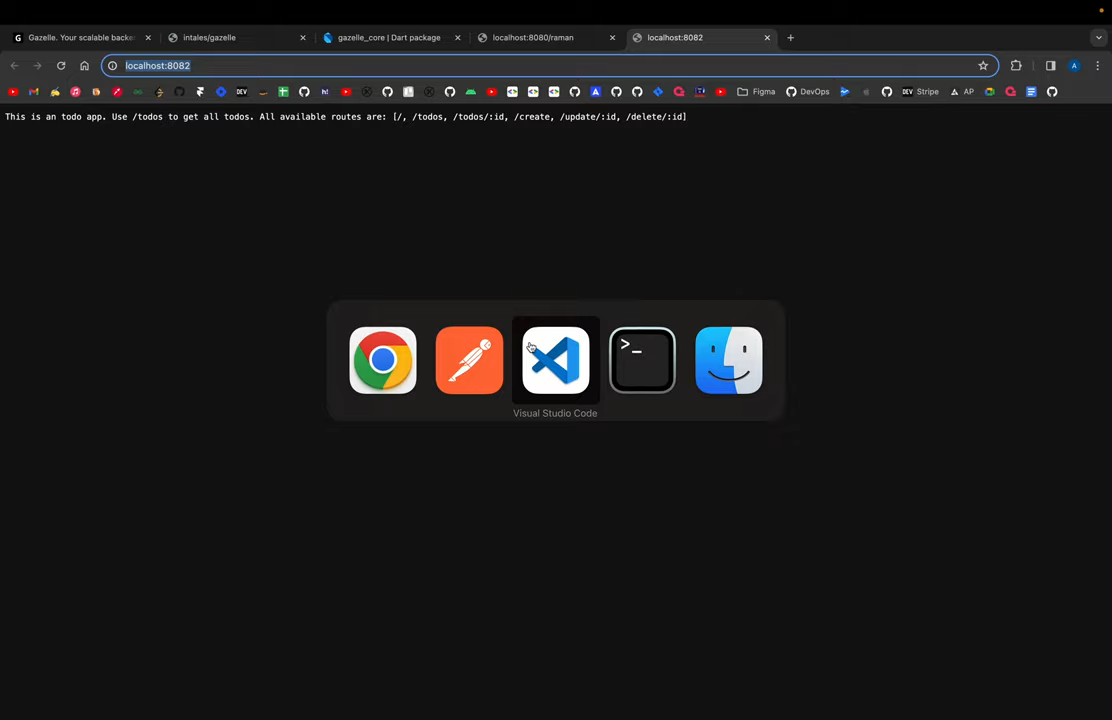 Gazelle. Your scalable backe
intales/gazelle
gazelle_core | Dart package
localhost:8080/raman
localhost:8082
localhost:8082
Figma
DevOps
DEV Stripe
AP
This is an todo app. Use /todos to get all todos. All available routes are: [/, /todos, /todos/:id, /create, /update/:id, /delete/:id]
Visual Studio Code